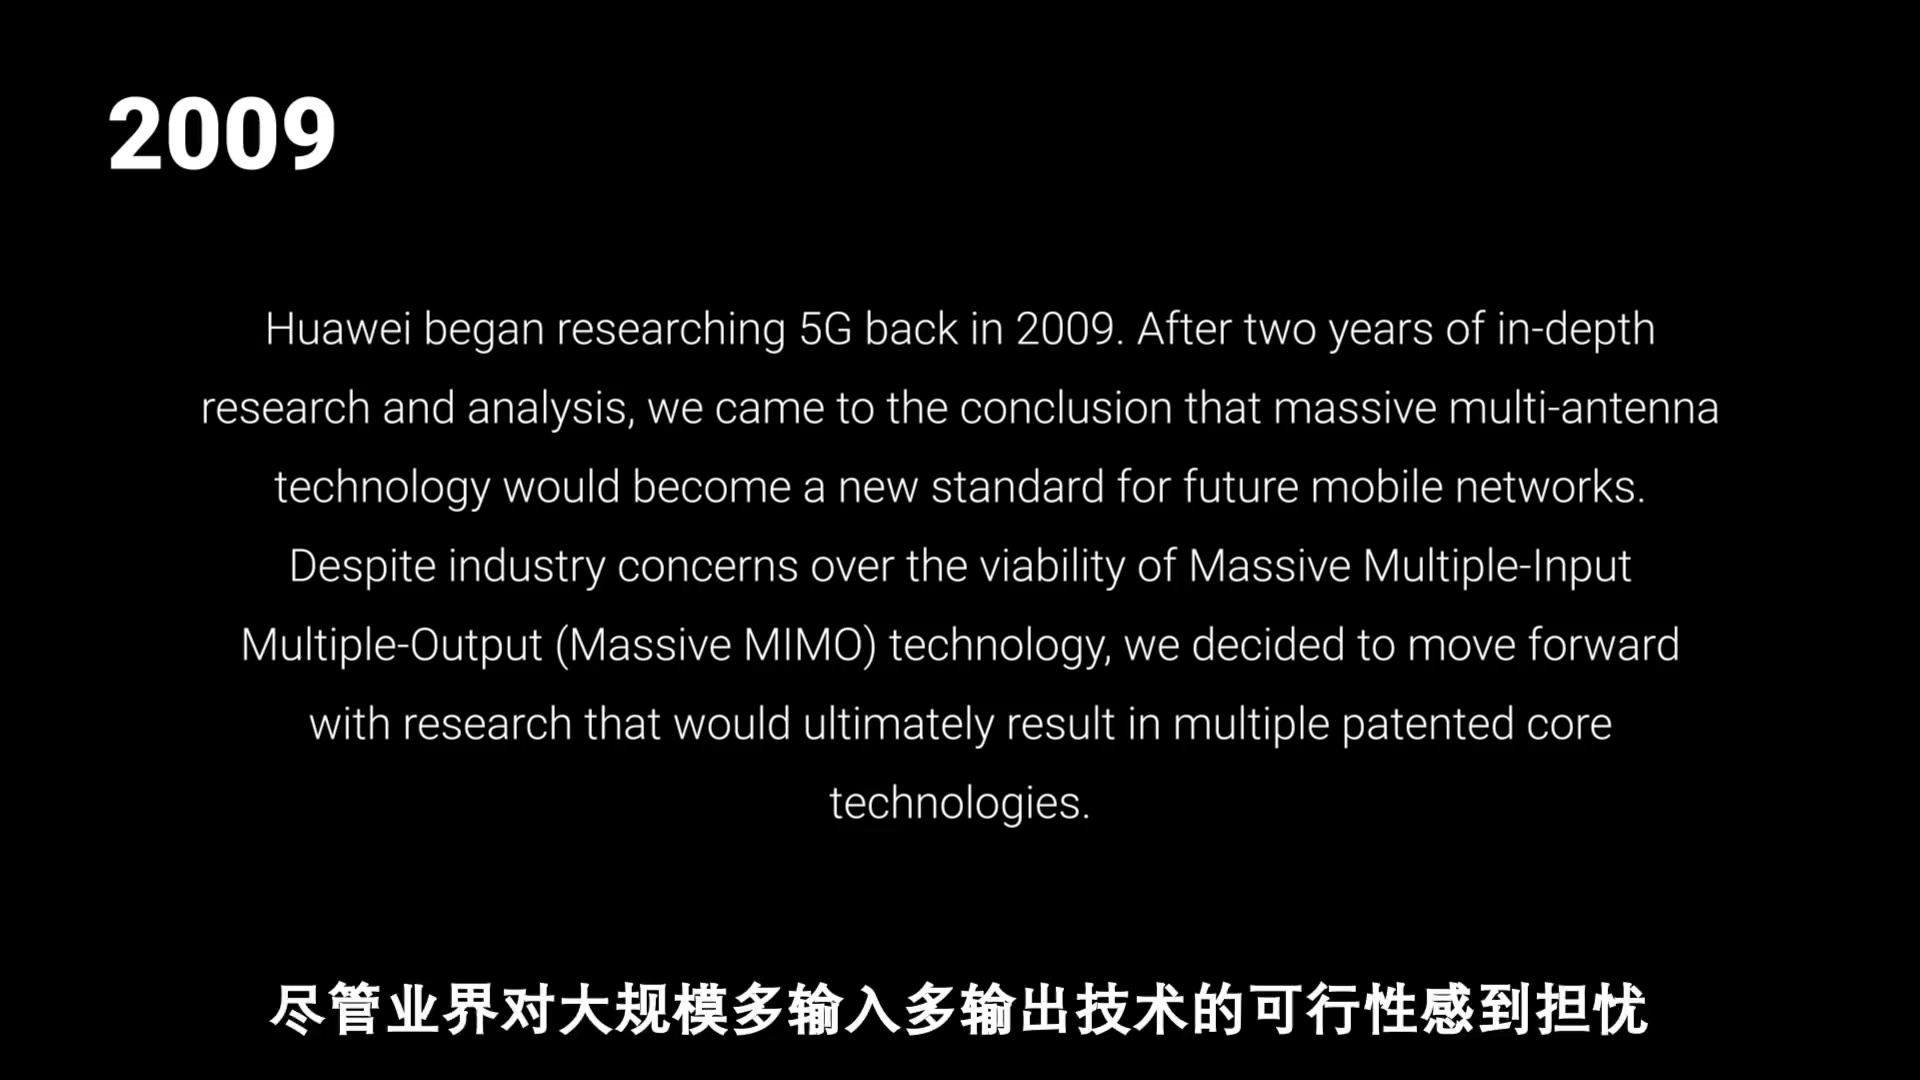 2009
Huawei began researching 5G back in 2009. After two years of in-depth
research and analysis, we came to the conclusion that massive multi-antenna
technology would become a new standard for future mobile networks.
Despite industry concerns over the viability of Massive Multiple-Input
Multiple-Output (Massive MIMO) technology, we decided to move forward
with research that would ultimately result in multiple patented core
technologies.
尽管业界对大规模多输入多输出技术的可行性感到担忧